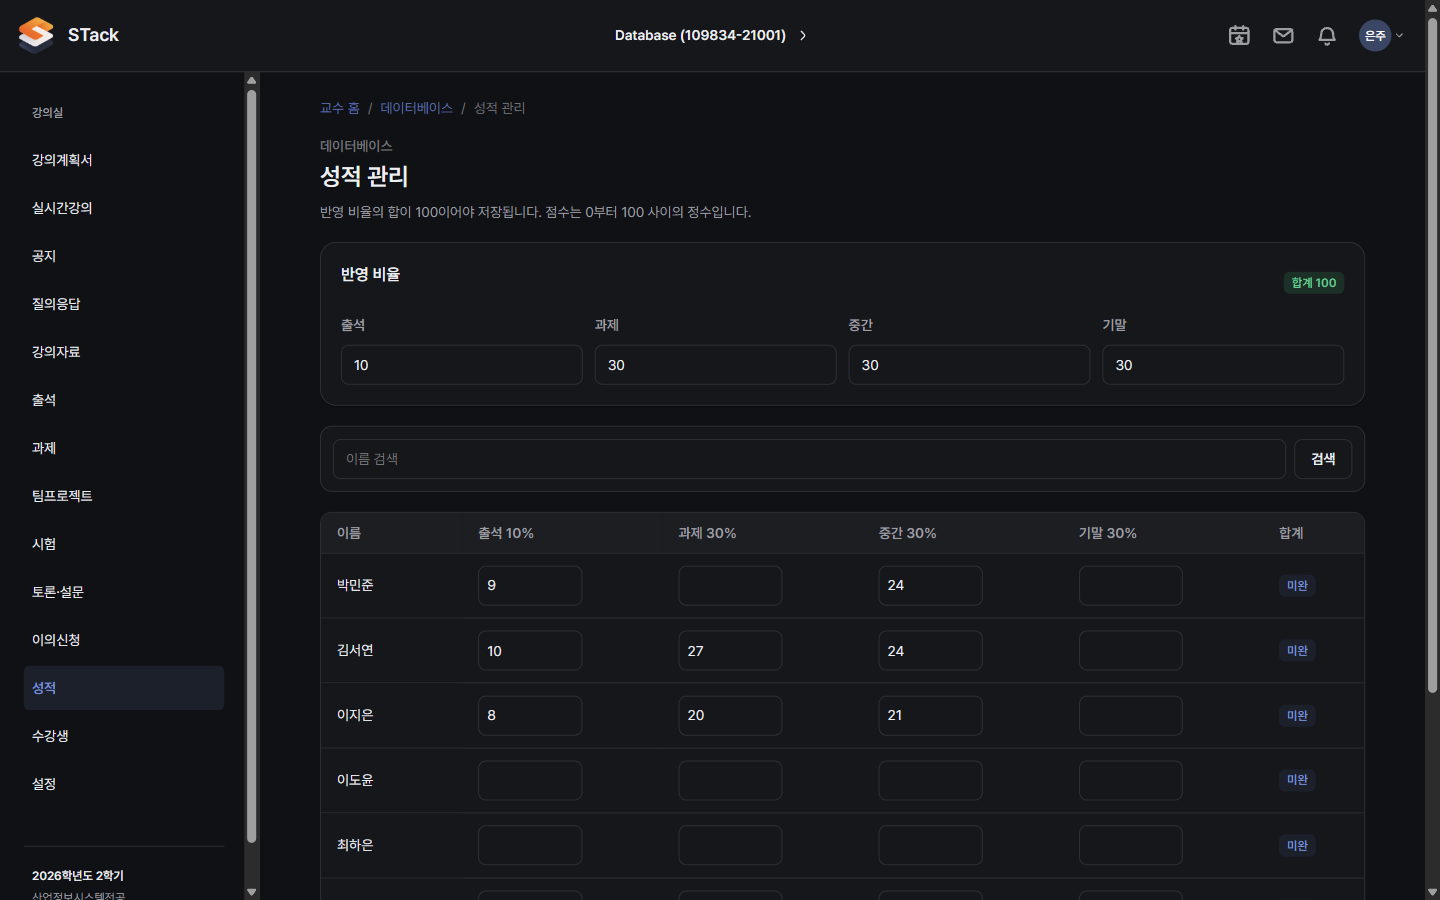 STack
Database (109834-21001)
은주
강의실
강의계획서
실시간강의
공지
질의응답
강의자료
출석
과제
팀프로젝트
시험
토론·설문
이의신청
성적
수강생
설정
2026학년도 2학기
산업정보시스템전공
교수 홈 / 데이터베이스 / 성적 관리
데이터베이스
성적 관리
반영 비율의 합이 100이어야 저장됩니다. 점수는 0부터 100 사이의 정수입니다.
반영 비율
합계 100
출석 과제 중간 기말
10 30 30 30
이름 검색 검색
이름 출석 10% 과제 30% 중간 30% 기말 30% 합계
박민준 9 24 미완
김서연 10 27 24 미완
이지은 8 20 21 미완
이도윤 미완
최하은 미완